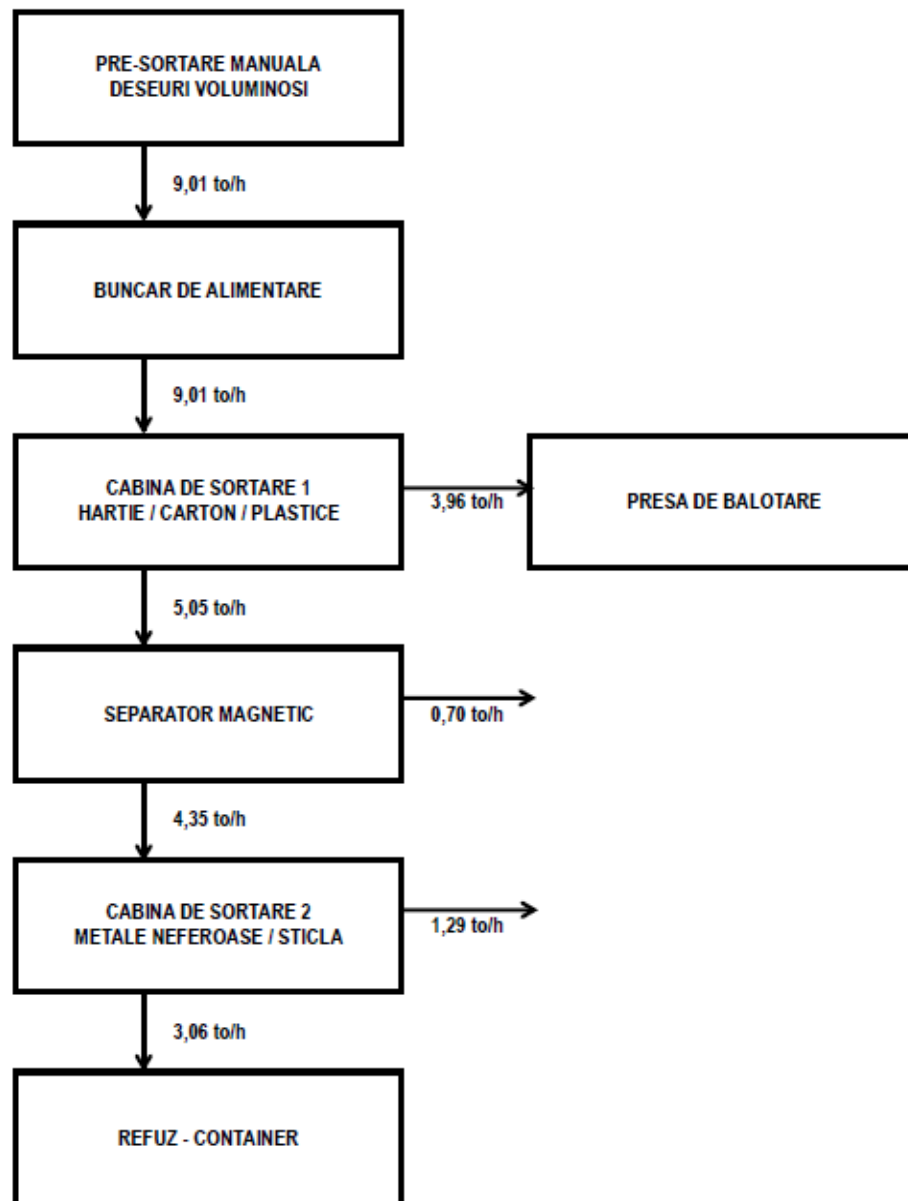 PRE-SORTARE MANUALA
DESEURI VOLUMINOSI
9,01 to/h
BUNCAR DE ALIMENTARE
9,01 to/h
CABINA DE SORTARE 1
HARTIE / CARTON / PLASTICE
3,96 to/h
PRESA DE BALOTARE
5,05 to/h
SEPARATOR MAGNETIC
0,70 to/h
4,35 to/h
CABINA DE SORTARE 2
METALE NEFEROASE / STICLA
1,29 to/h
3,06 to/h
REFUZ - CONTAINER